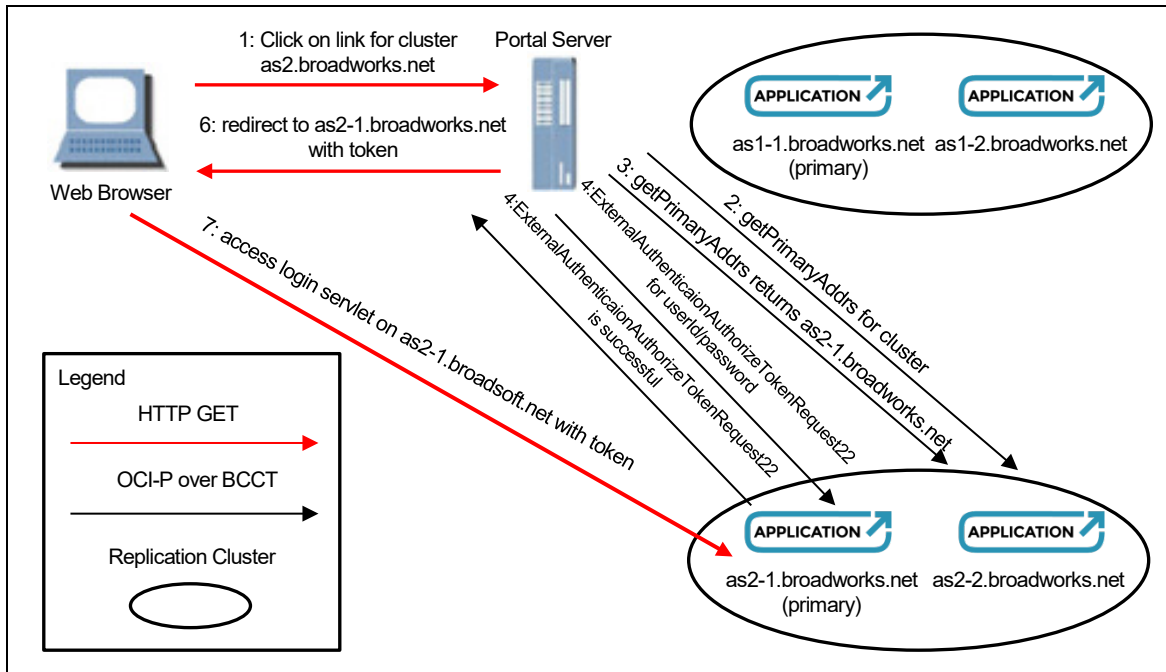 1: Click on link for cluster
as2.broadworks.net
Portal Server
6: redirect to as2-1.broadworks.net
with token
Web Browser
APPLICATION
APPLICATION
as1-1.broadworks.net
(primary)
as1-2.broadworks.net
2: getPrimaryAddrs for cluster
3: getPrimaryAddrs returns as2-1.broadworks.net
4:ExternalAuthenticaionAuthorizeTokenRequest22
for userId/password
4:ExternalAuthenticaionAuthorizeTokenRequest22
is successful
7: access login servlet on as2-1.broadsoft.net with token
Legend
HTTP GET
OCI-P over BCCT
Replication Cluster
APPLICATION
APPLICATION
as2-1.broadworks.net
(primary)
as2-2.broadworks.net